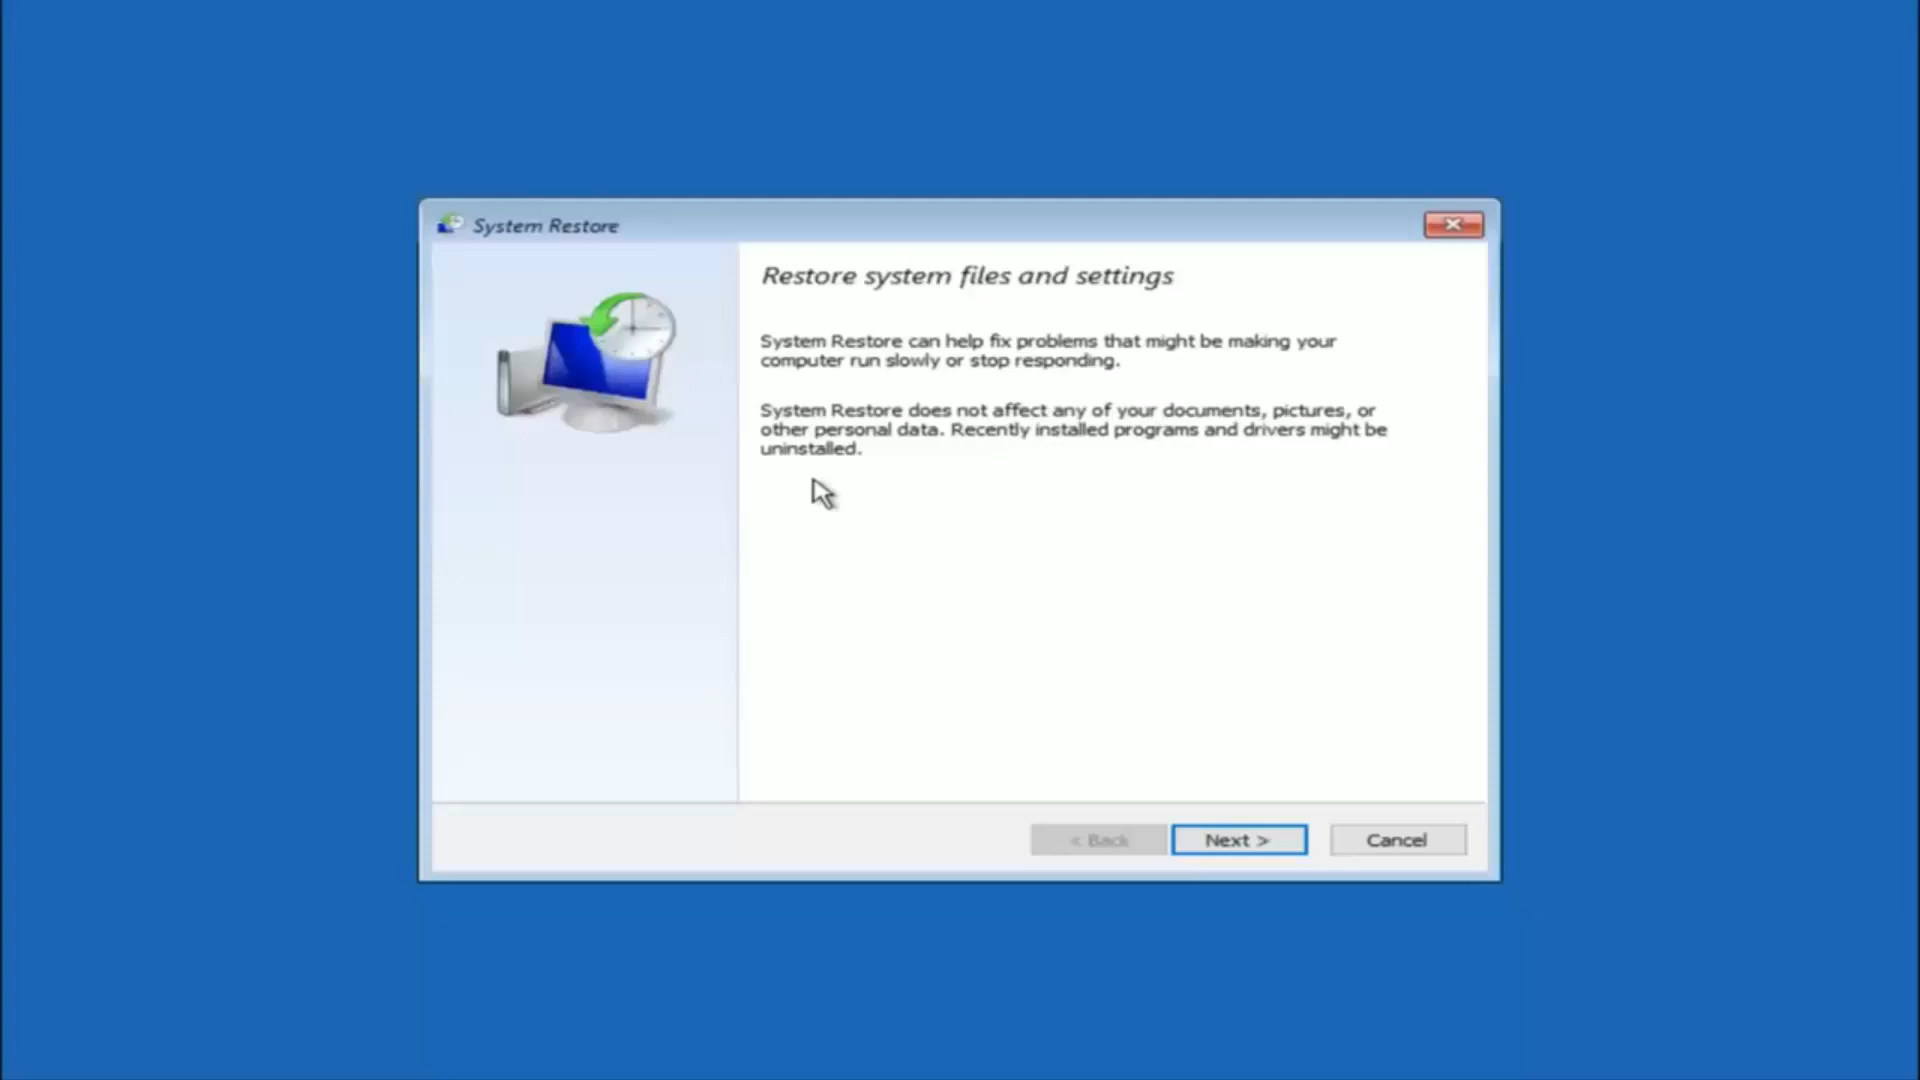 System Restore
Restore system files and settings
System Restore can help fix problems that might be making your
computer run slowly or stop responding.
System Restore does not affect any of your documents, pictures, or
other personal data. Recently installed programs and drivers might be
uninstalled.
< Back
Next >
Cancel